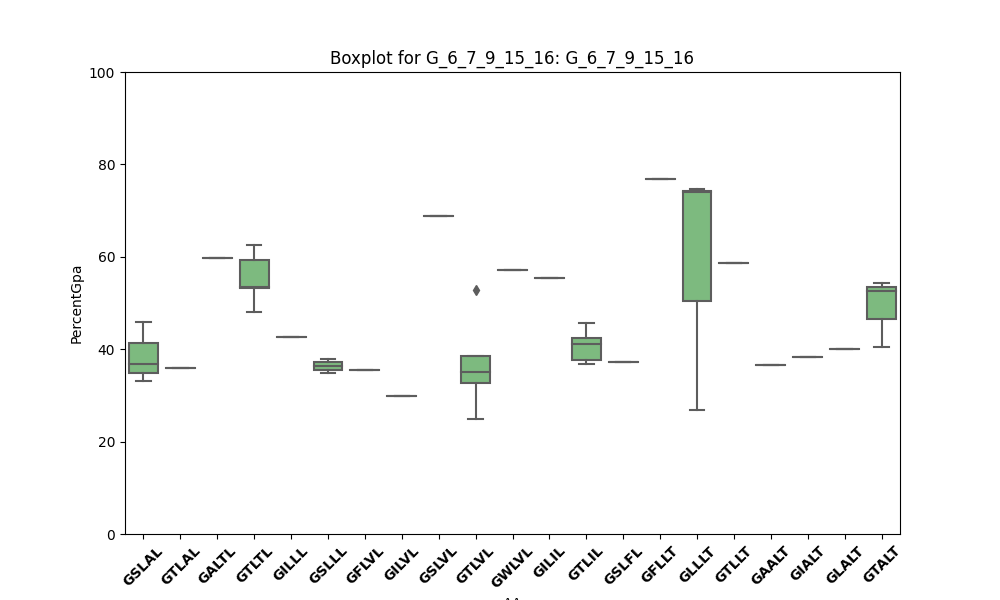 Boxplot for G_6_7_9_15_16: G_6_7_9_15_16
100
80
60
40
20
0
PercentGpa
GSLAL
GTLAL
GALTL
GTLTL
GILLL
GSLLL
GFLVL
GILVL
GSLVL
GTLVL
GWLVL
GILIL
GTLIL
GSLFL
GFLLT
GLLLT
GTLLT
GAALT
GIALT
GLALT
GTALT